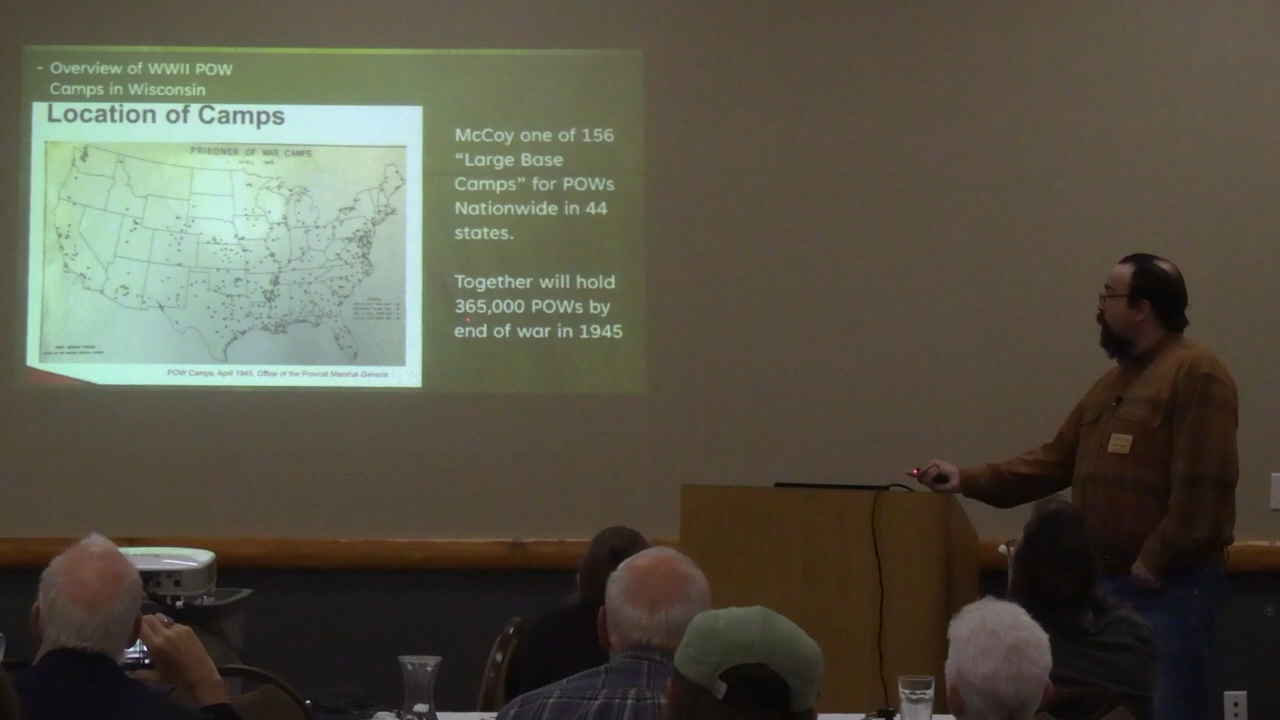 - Overview of WWII POW
Camps in Wisconsin
Location of Camps
PRISONER OF WAR CAMPS
McCoy one of 156
“Large Base
Camps” for POWs
Nationwide in 44
states.
Together will hold
365,000 POWs by
end of war in 1945
POW Camps, April 1945, Office of the Provost Marshal General